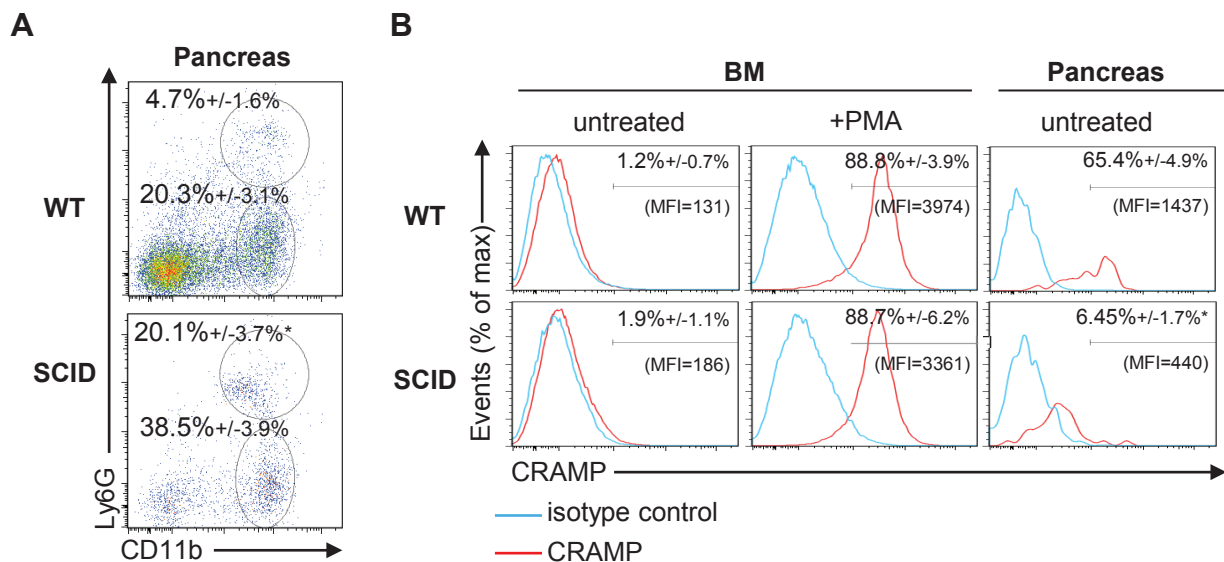 A
Pancreas
WT
4.7%+/-1.6%
20.3%+/-3.1%
SCID
20.1%+/-3.7%*
38.5%+/-3.9%
Ly6G
CD11b
B
BM
Pancreas
untreated
+PMA
untreated
WT
1.2%+/-0.7%
(MFI=131)
88.8%+/-3.9%
(MFI=3974)
65.4%+/-4.9%
(MFI=1437)
SCID
1.9%+/-1.1%
(MFI=186)
88.7%+/-6.2%
(MFI=3361)
6.45%+/-1.7%*
(MFI=440)
Events (% of max)
CRAMP
isotype control
CRAMP